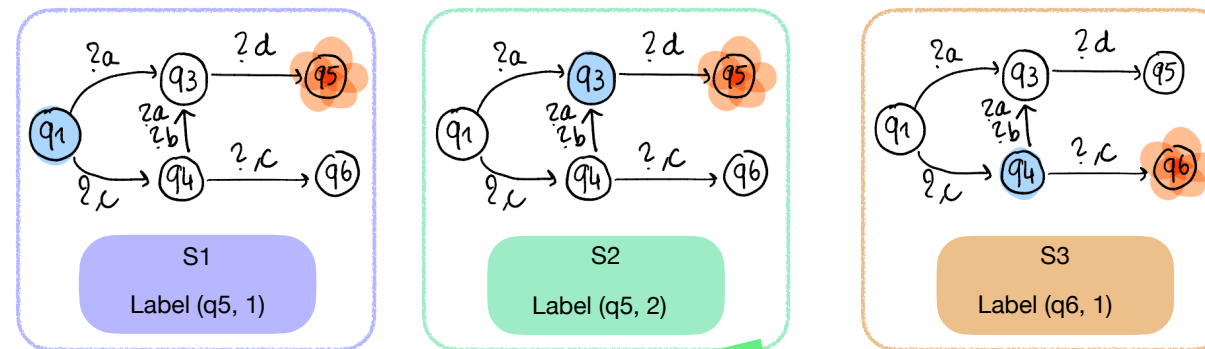 ?a
?d
q3
q5
q1
?a
?b
?,c
?,c
q4
q6
S1
Label (q5, 1)
?a
?d
q3
q5
q1
?a
?b
?,c
?,c
q4
q6
S2
Label (q5, 2)
?a
?d
q3
q5
q1
?a
?b
?,c
?,c
q4
q6
S3
Label (q6, 1)